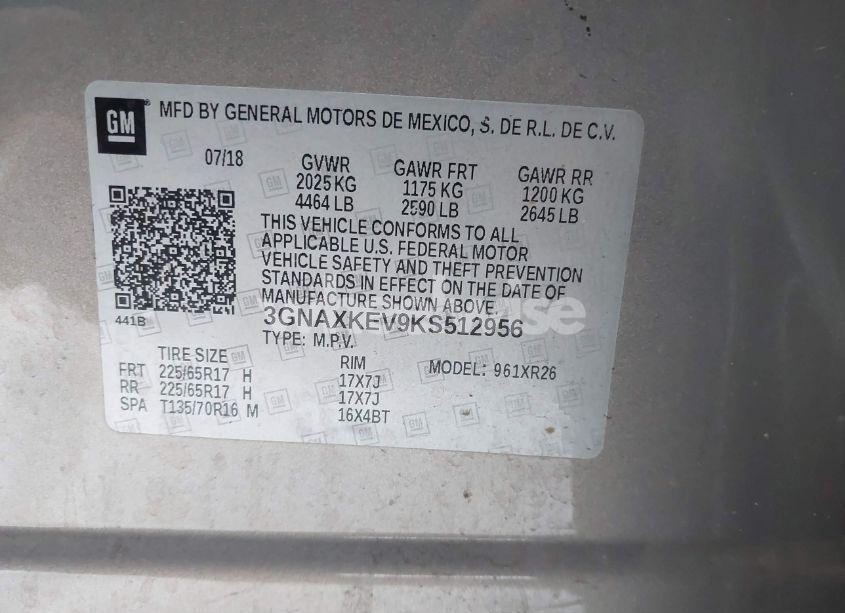 GM
MFD BY GENERAL MOTORS DE MEXICO, S. DE R.L. DE C.V.
07/18
GVWR GAWR FRT GAWR RR
2025 KG 1175 KG 1200 KG
4464 LB 2590 LB 2645 LB
THIS VEHICLE CONFORMS TO ALL
APPLICABLE U.S. FEDERAL MOTOR
VEHICLE SAFETY AND THEFT PREVENTION
STANDARDS IN EFFECT ON THE DATE OF
MANUFACTURE SHOWN ABOVE.
441B
3GNAXKEV9KS512956
TYPE: M.P.V.
TIRE SIZE RIM MODEL: 961XR26
FRT 225/65R17 H 17X7J
RR 225/65R17 H 17X7J
SPA T135/70R16 M 16X4BT